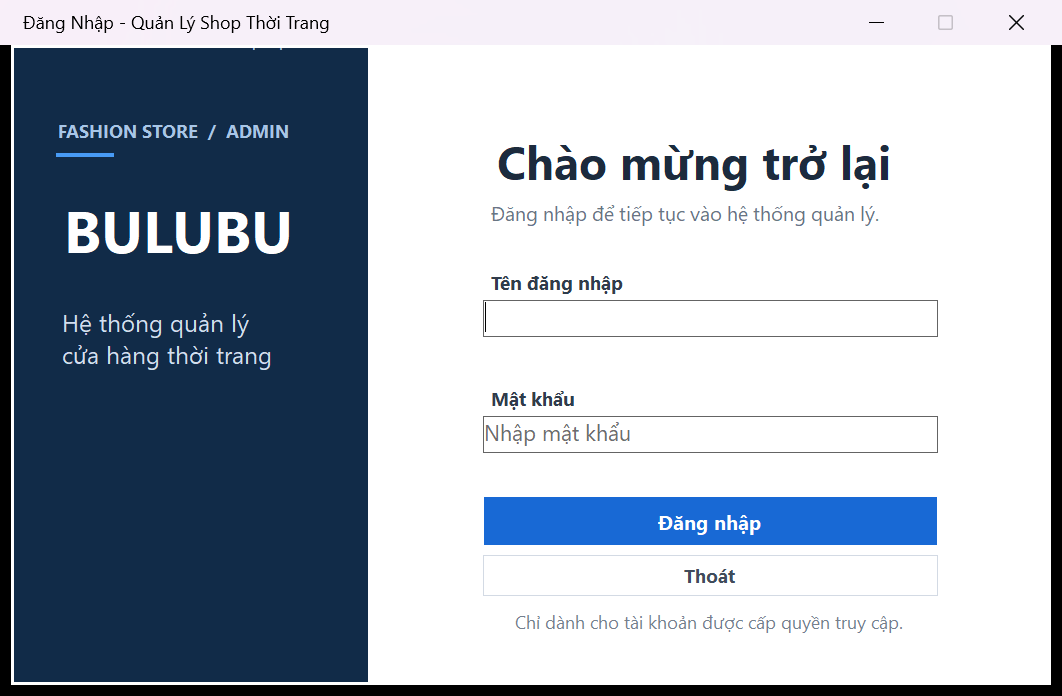 Đăng Nhập - Quản Lý Shop Thời Trang
FASHION STORE / ADMIN
BULUBU
Hệ thống quản lý
cửa hàng thời trang
Chào mừng trở lại
Đăng nhập để tiếp tục vào hệ thống quản lý.
Tên đăng nhập
Mật khẩu
Nhập mật khẩu
Đăng nhập
Thoát
Chỉ dành cho tài khoản được cấp quyền truy cập.